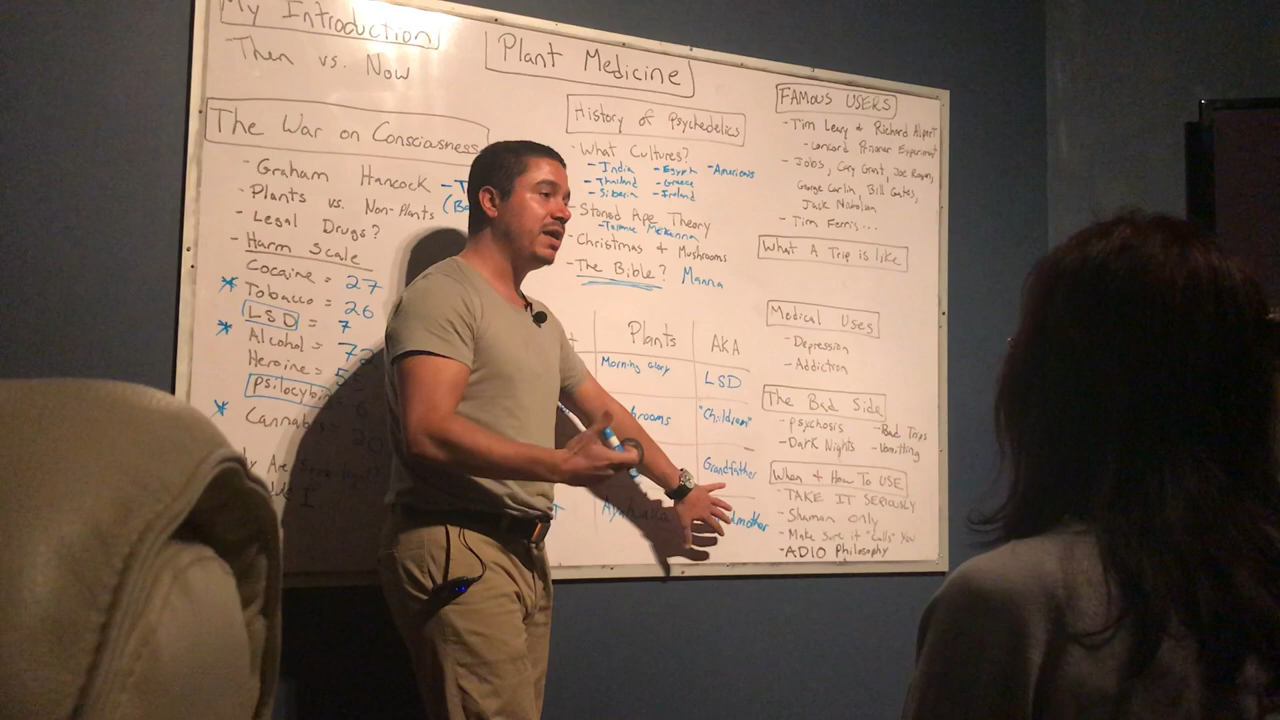 My Introduction
Then vs. Now
The War on Consciasness
- Graham Hancock - T
- Plants vs. Non-Plants (Ba
- Legal Drugs?
- Harm Scale
Cocaine = 27
* Tobacco = 26
LSD = 7
* Alcohol = 72
Heroine =
Psilocybin
* Cannabis = 20
Plant Medicine
History of Psychedelics
- What Cultures?
- India - Egypt - Americas
- Thailand - Greece
- Siberia - Ireland
- Stoned Ape Theory
- Terance McKenna
- Christmas & Mushrooms
- The Bible? Manna
Plants AKA
Morning Glory LSD
hrooms "Children"
Grandfather
dmother
FAMOUS USERS
- Tim Leary & Richard Alpert
- Concord Prisoner Experiment
- Jobs, Cary Grant, Joe Rogan,
George Carlin, Bill Gates,
Jack Nicholson
- Tim Ferris...
What A Trip is like
Medical Uses
- Depression
- Addiction
The Bad Side
- Psychosis - Bad Trips
- Dark Nights - Vomitting
When & How To USE
- TAKE IT SERIOUSLY
- Shaman only
- Make sure it "calls" You
- ADIO Philosophy